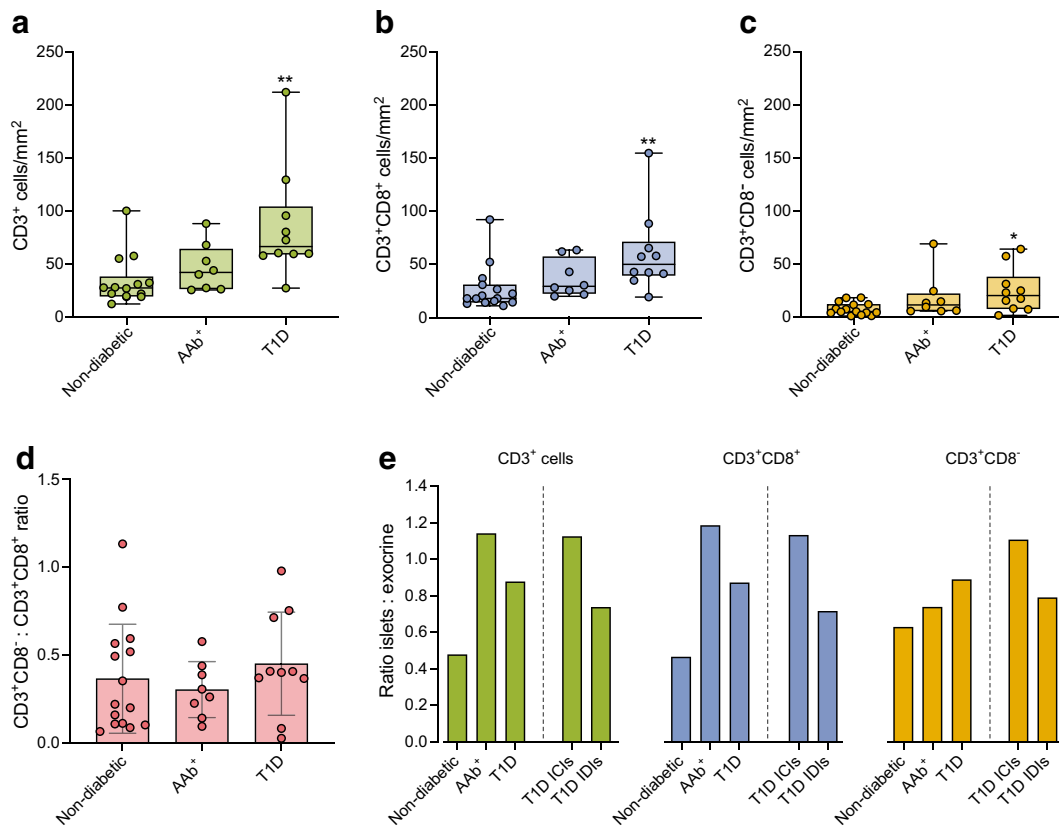 a
CD3⁺ cells/mm²
250
200
150
100
50
0
**
Non-diabetic
AAb⁺
T1D
b
CD3⁺CD8⁺ cells/mm²
250
200
150
100
50
0
**
Non-diabetic
AAb⁺
T1D
c
CD3⁺CD8⁻ cells/mm²
250
200
150
100
50
0
*
Non-diabetic
AAb⁺
T1D
d
CD3⁺CD8⁻ : CD3⁺CD8⁺ ratio
1.5
1.0
0.5
0.0
Non-diabetic
AAb⁺
T1D
e
Ratio islets : exocrine
1.4
1.2
1.0
0.8
0.6
0.4
0.2
0.0
CD3⁺ cells
Non-diabetic
AAb⁺
T1D
T1D ICIs
T1D IDIs
CD3⁺CD8⁺
Non-diabetic
AAb⁺
T1D
T1D ICIs
T1D IDIs
CD3⁺CD8⁻
Non-diabetic
AAb⁺
T1D
T1D ICIs
T1D IDIs